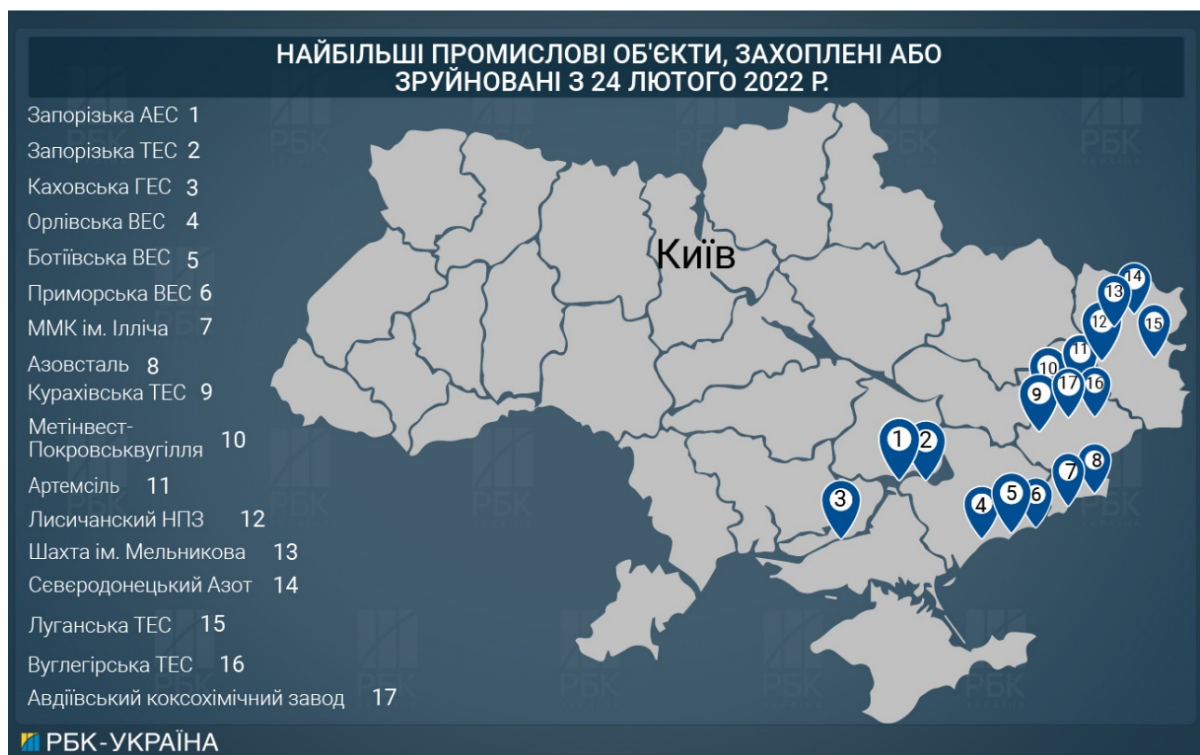 НАЙБІЛЬШІ ПРОМИСЛОВІ ОБ'ЄКТИ, ЗАХОПЛЕНІ АБО
ЗРУЙНОВАНІ З 24 ЛЮТОГО 2022 Р.
Запорізька АЕС 1
Запорізька ТЕС 2
Каховська ГЕС 3
Орлівська ВЕС 4
Ботіївська ВЕС 5
Приморська ВЕС 6
ММК ім. Ілліча 7
Азовсталь 8
Курахівська ТЕС 9
Метінвест-
Покровськвугілля 10
Артемсіль 11
Лисичанский НПЗ 12
Шахта ім. Мельникова 13
Сєвєродонецький Азот 14
Луганська ТЕС 15
Вуглегірська ТЕС 16
Авдіївський коксохімічний завод 17
Київ
14
13
12
15
11
10
17
16
9
1
2
8
7
3
4
5
6
РБК-УКРАЇНА